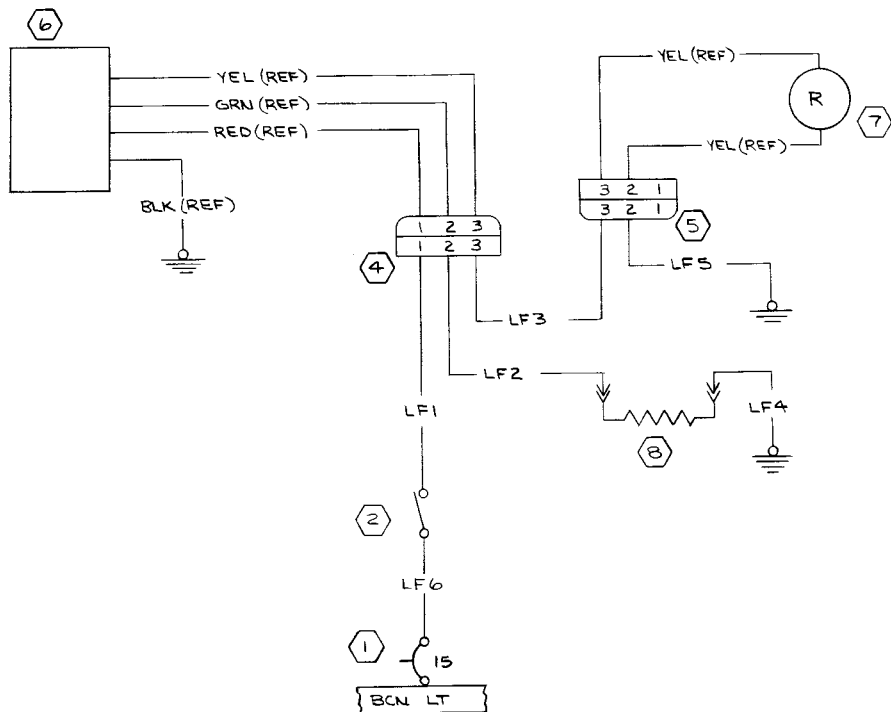 6
YEL (REF)
GRN (REF)
RED (REF)
BLK (REF)
YEL (REF)
R
7
YEL (REF)
3 2 1
3 2 1
5
1 2 3
1 2 3
4
LF5
LF3
LF2
LF4
LF1
8
2
LF6
1
15
BCN LT